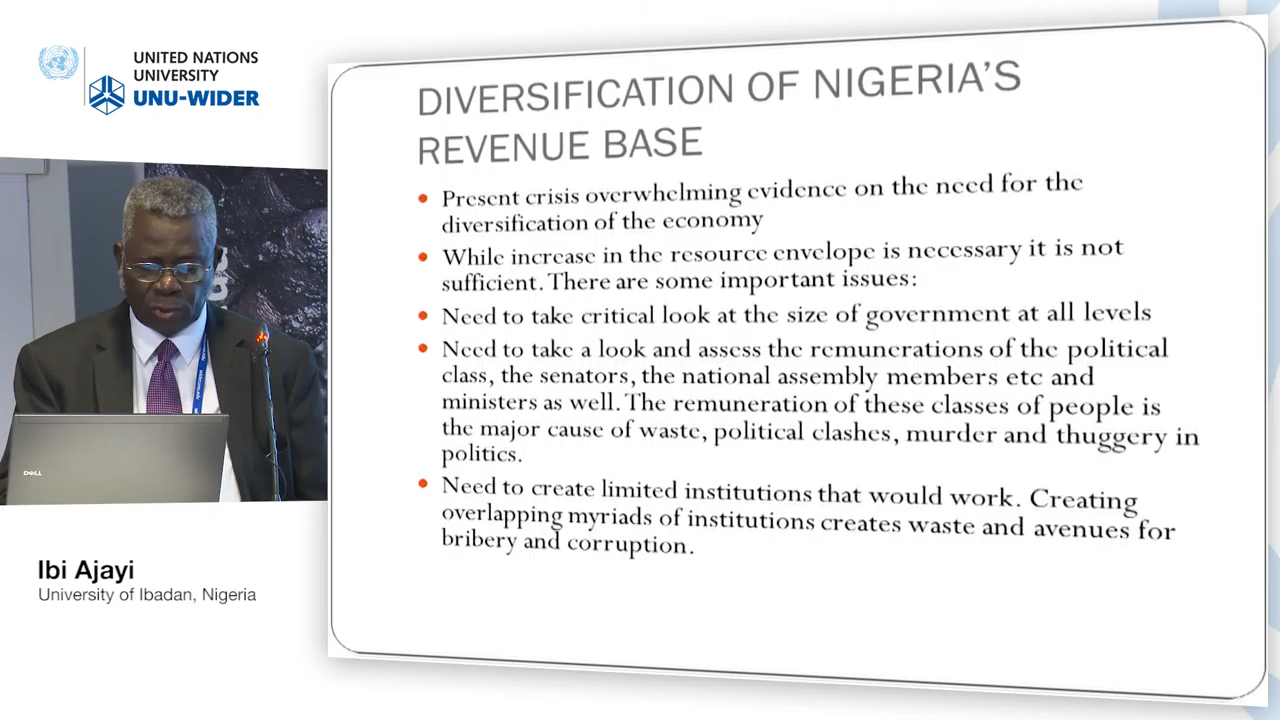 UNITED NATIONS
UNIVERSITY
UNU-WIDER
DELL
Ibi Ajayi
University of Ibadan, Nigeria
DIVERSIFICATION OF NIGERIA'S
REVENUE BASE
• Present crisis overwhelming evidence on the need for the
diversification of the economy
• While increase in the resource envelope is necessary it is not
sufficient. There are some important issues:
• Need to take critical look at the size of government at all levels
• Need to take a look and assess the remunerations of the political
class, the senators, the national assembly members etc and
ministers as well. The remuneration of these classes of people is
the major cause of waste, political clashes, murder and thuggery in
politics.
• Need to create limited institutions that would work. Creating
overlapping myriads of institutions creates waste and avenues for
bribery and corruption.